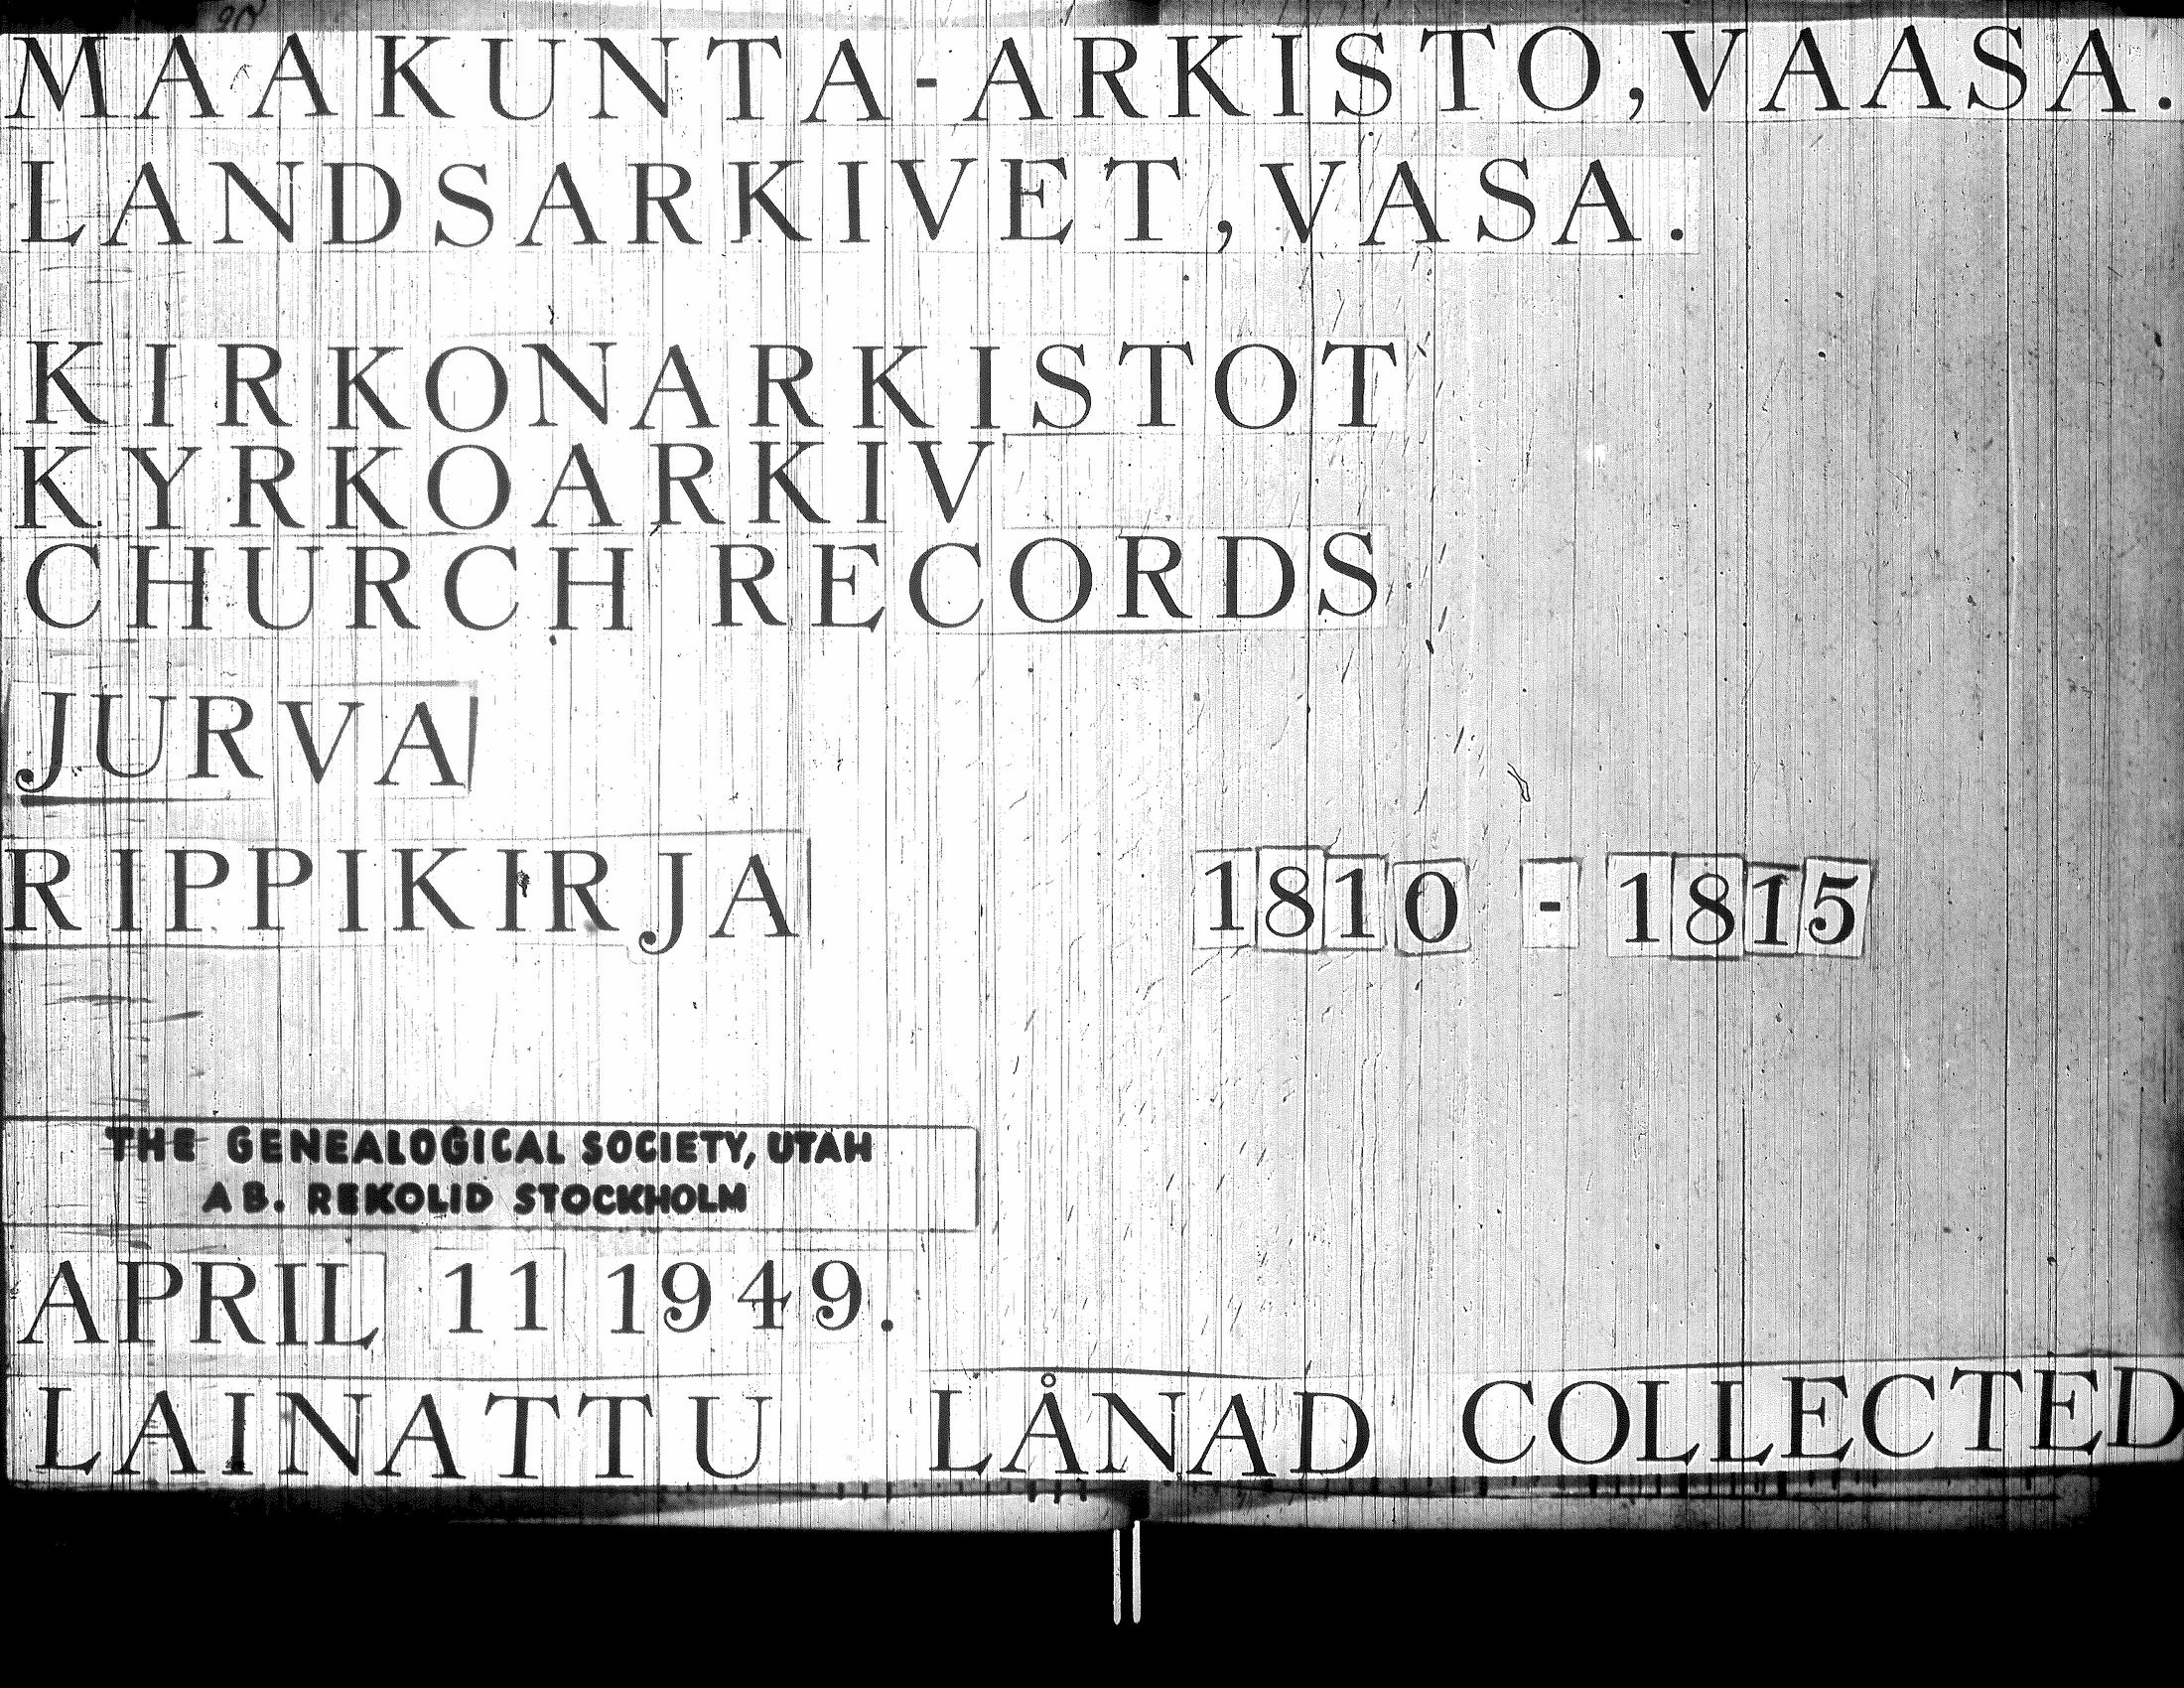 MAAKUNTA-ARKISTO, VAASA.
LANDSARKIVET, VASA.
KIRKONARKISTOT
KYRKOARKIV
CHURCH RECORDS
JURVA
RIPPIKIRJA 1810 - 1815
THE GENEALOGICAL SOCIETY, UTAH
AB. REKOLID STOCKHOLM
APRIL 11 1949.
LAINATTU LÅNAD COLLECTED